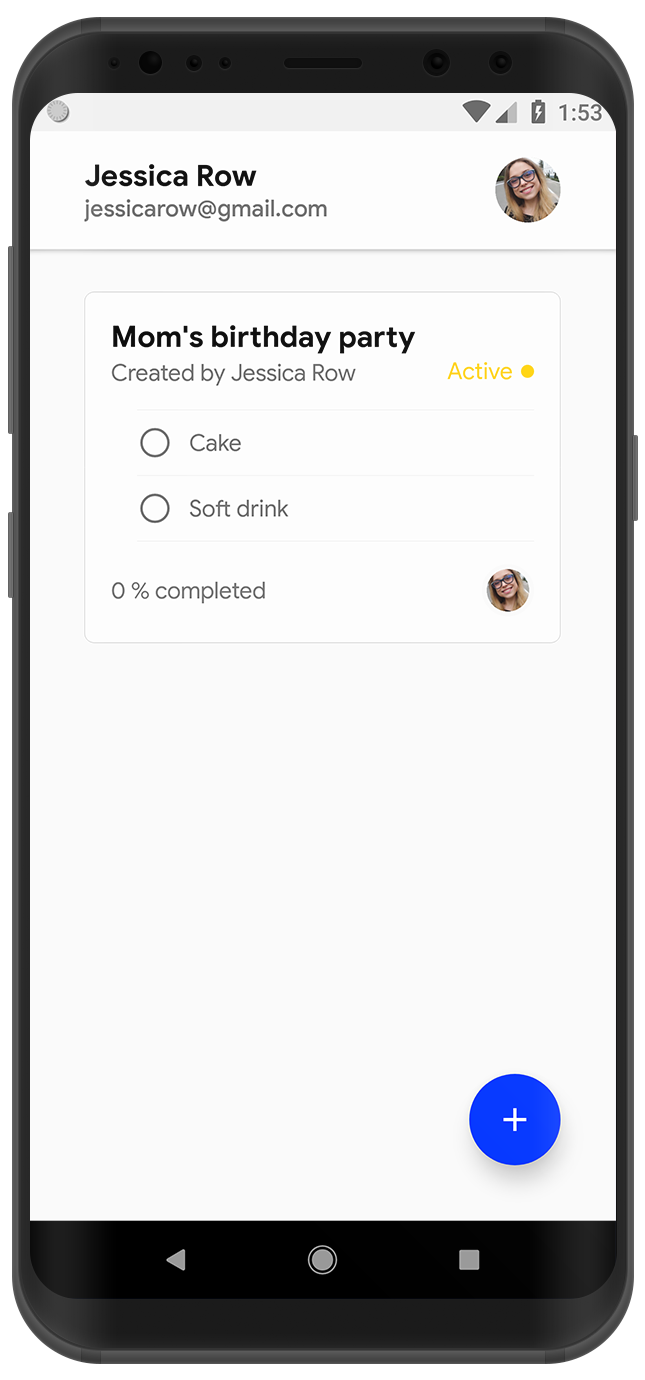 1:53
Jessica Row
jessicarow@gmail.com
Mom's birthday party
Created by Jessica Row
Active
Cake
Soft drink
0 % completed